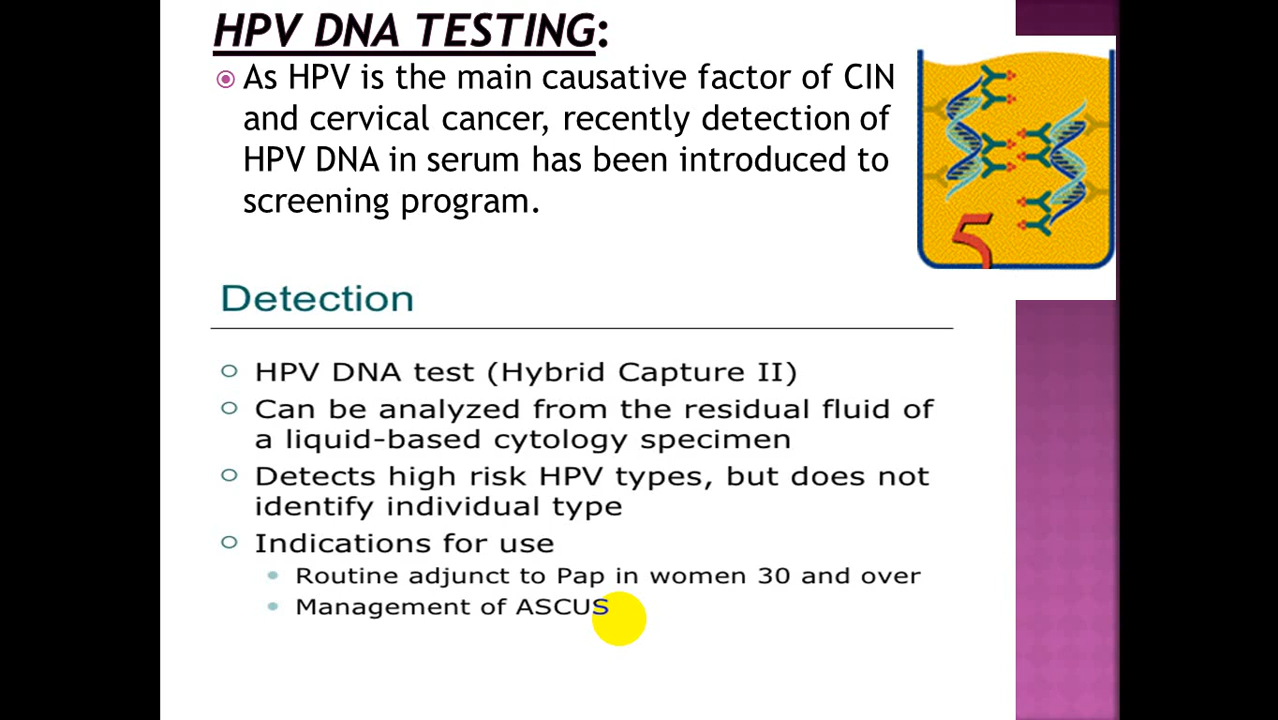 HPV DNA TESTING:
As HPV is the main causative factor of CIN
and cervical cancer, recently detection of
HPV DNA in serum has been introduced to
screening program.
5
Detection
HPV DNA test (Hybrid Capture II)
Can be analyzed from the residual fluid of
a liquid-based cytology specimen
Detects high risk HPV types, but does not
identify individual type
Indications for use
Routine adjunct to Pap in women 30 and over
Management of ASCUS